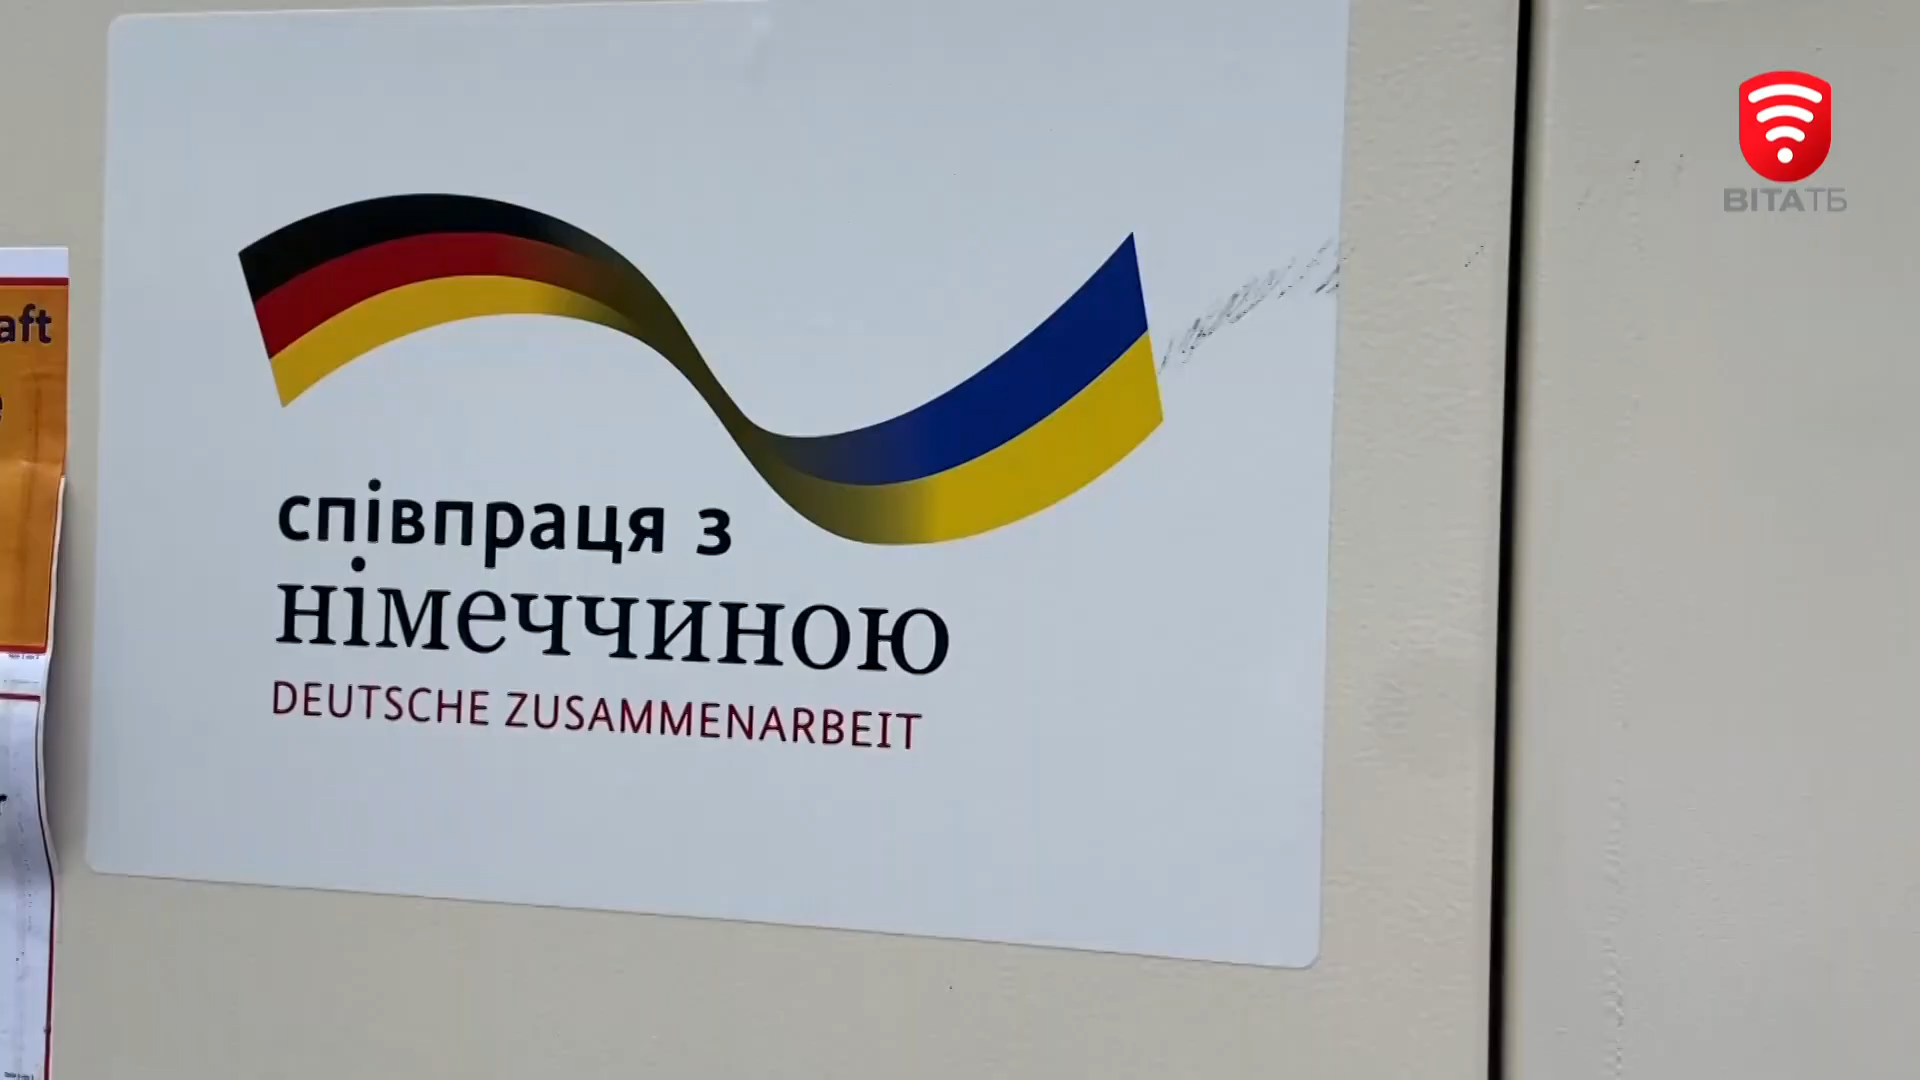 aft
співпраця з
німеччиною
DEUTSCHE ZUSAMMENARBEIT
ВІТАТБ